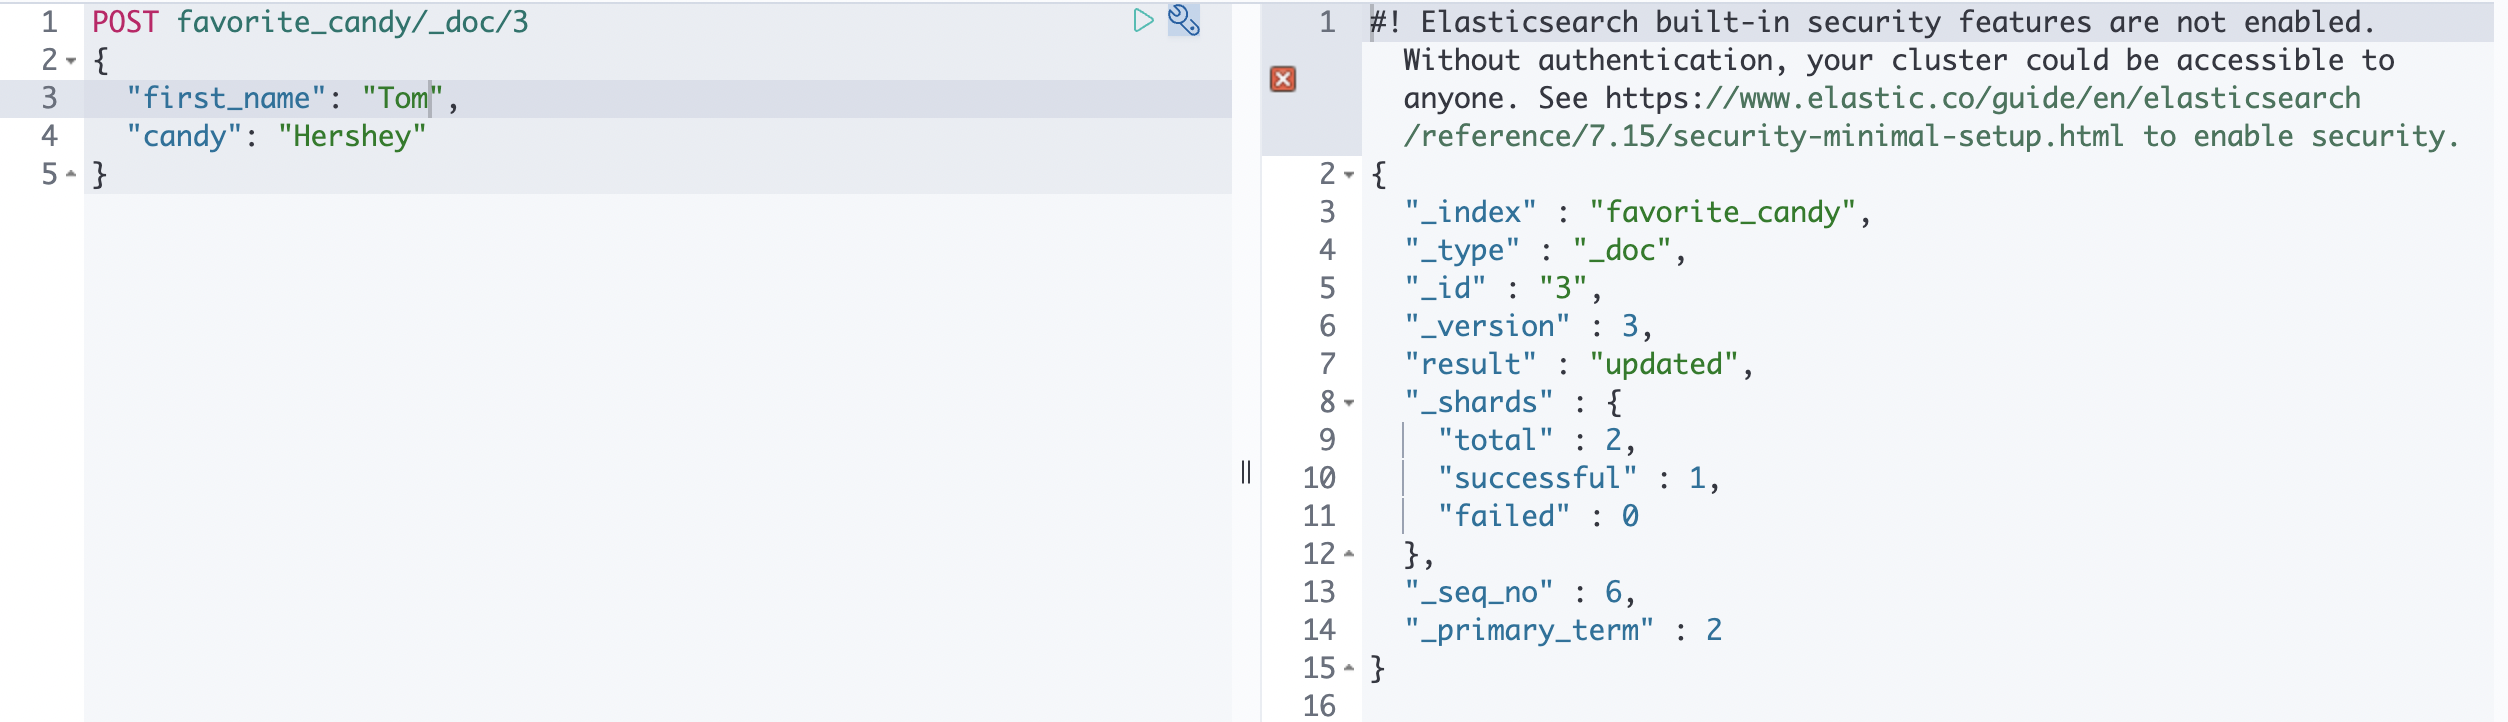 1 POST favorite_candy/_doc/3
2 {
3 "first_name": "Tom",
4 "candy": "Hershey"
5 }
1 #! Elasticsearch built-in security features are not enabled.
Without authentication, your cluster could be accessible to
anyone. See https://www.elastic.co/guide/en/elasticsearch
/reference/7.15/security-minimal-setup.html to enable security.
2 {
3 "_index" : "favorite_candy",
4 "_type" : "_doc",
5 "_id" : "3",
6 "_version" : 3,
7 "result" : "updated",
8 "_shards" : {
9 "total" : 2,
10 "successful" : 1,
11 "failed" : 0
12 },
13 "_seq_no" : 6,
14 "_primary_term" : 2
15 }
16